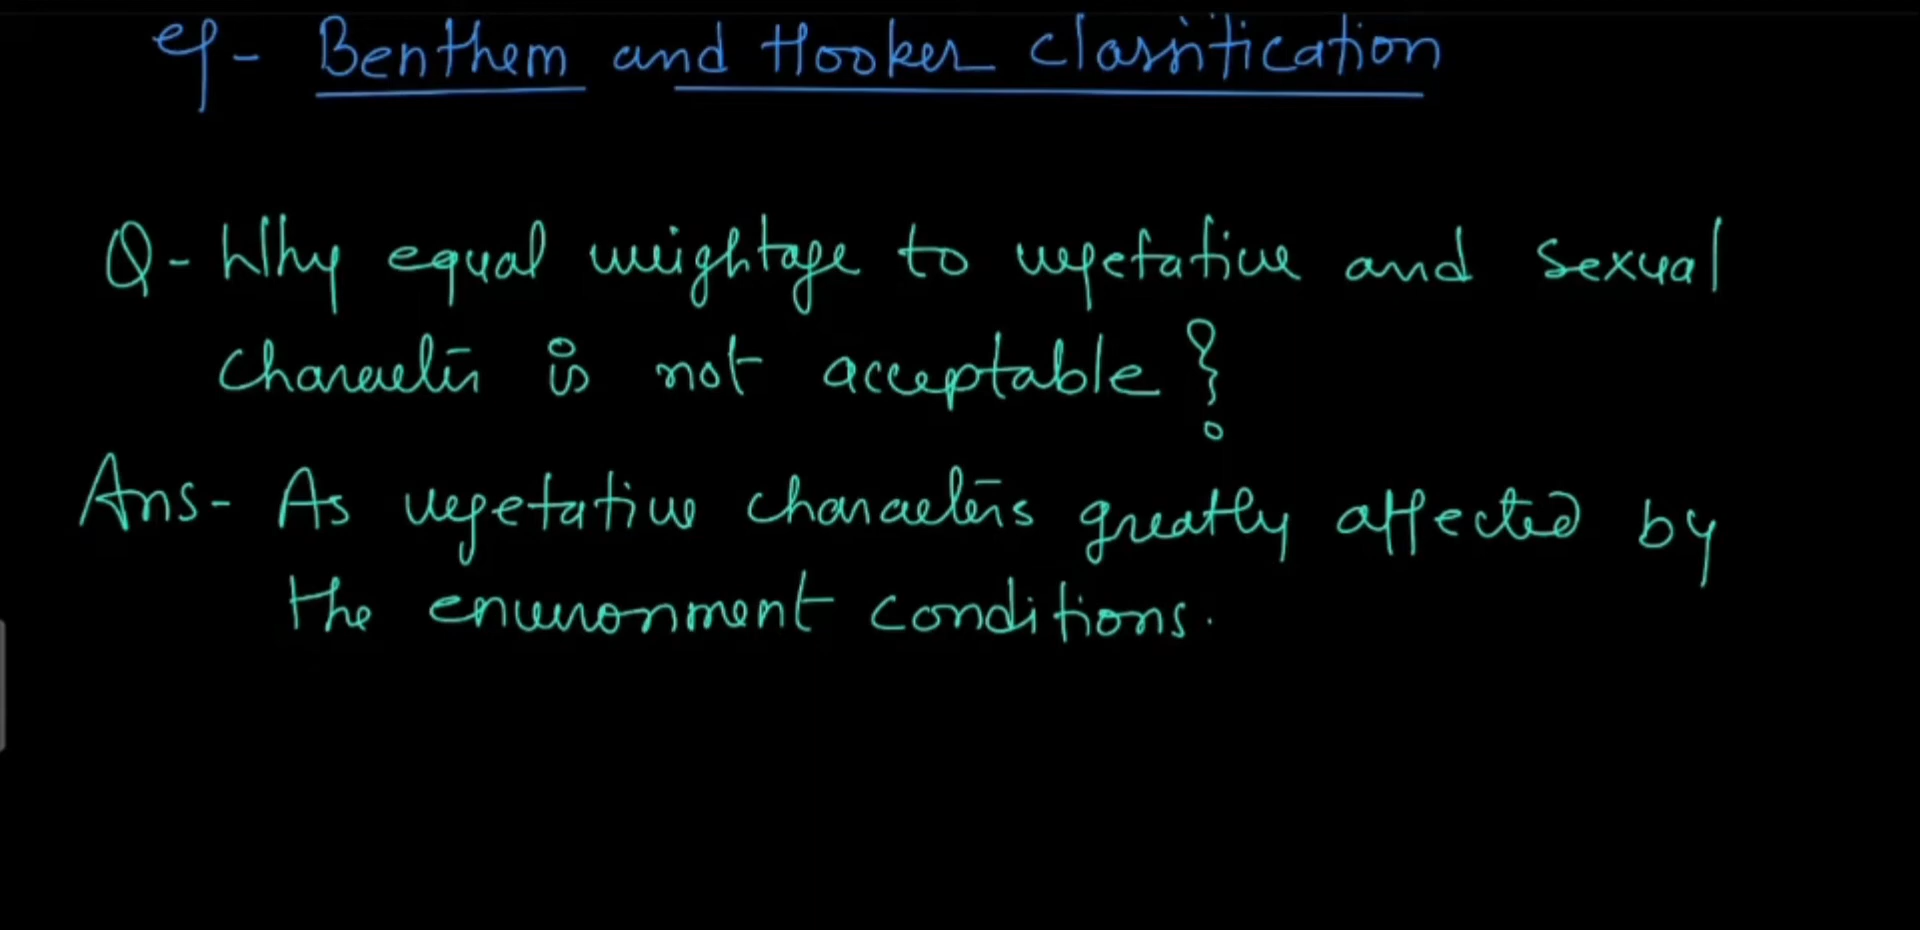 eg - Benthem and Hooker Classification
Q - Why equal weightage to vegetative and sexual
character is not acceptable ?
Ans - As vegetative characters greatly affected by
the environment conditions.